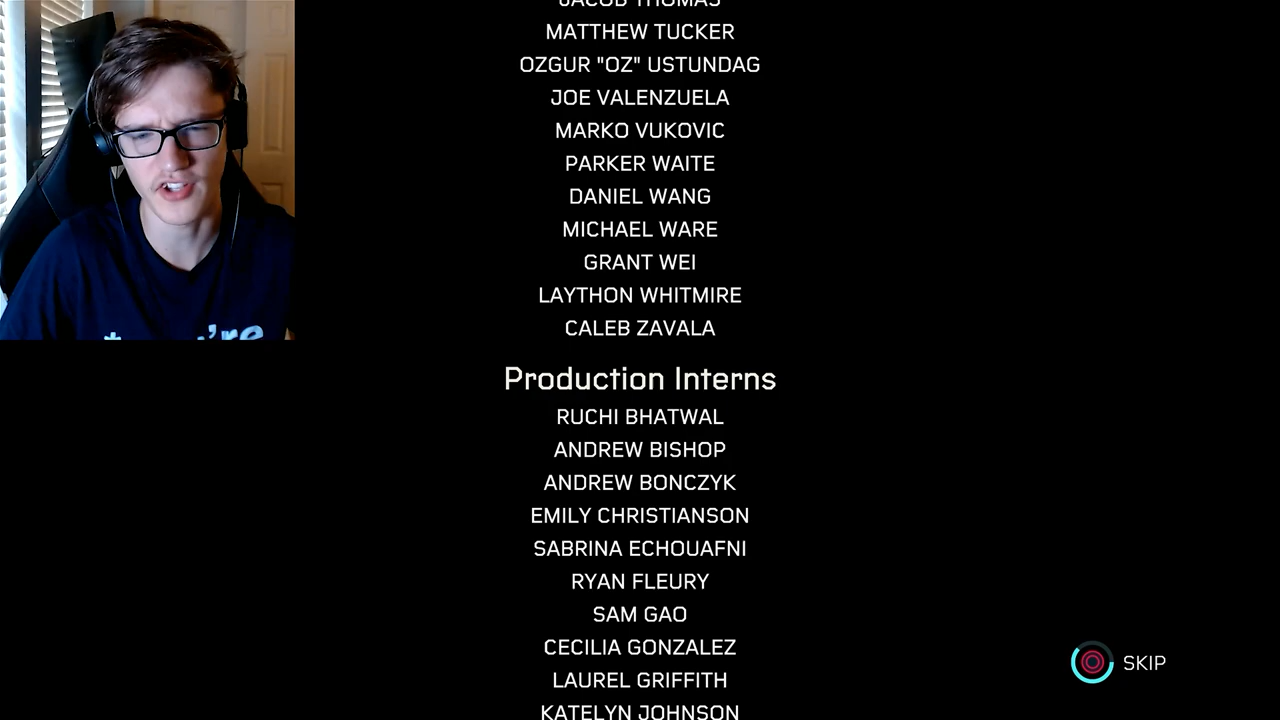 JACOB THOMAS
MATTHEW TUCKER
OZGUR "OZ" USTUNDAG
JOE VALENZUELA
MARKO VUKOVIC
PARKER WAITE
DANIEL WANG
MICHAEL WARE
GRANT WEI
LAYTHON WHITMIRE
CALEB ZAVALA
Production Interns
RUCHI BHATWAL
ANDREW BISHOP
ANDREW BONCZYK
EMILY CHRISTIANSON
SABRINA ECHOUAFNI
RYAN FLEURY
SAM GAO
CECILIA GONZALEZ
LAUREL GRIFFITH
KATELYN JOHNSON
SKIP